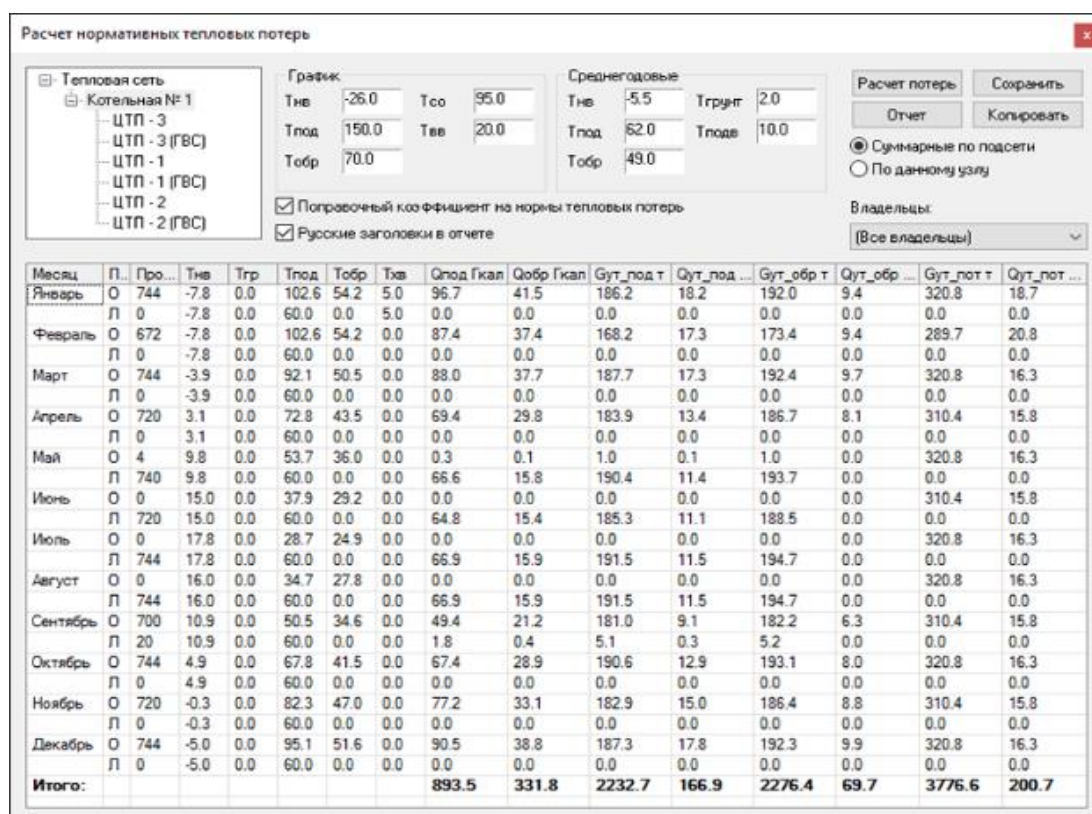 Расчет нормативных тепловых потерь
x
Тепловая сеть
Котельная № 1
ЦТП - 3
ЦТП - 3 (ГВС)
ЦТП - 1
ЦТП - 1 (ГВС)
ЦТП - 2
ЦТП - 2 (ГВС)
График
Тнв -26.0 Тсо 95.0
Тпод 150.0 Твв 20.0
Тобр 70.0
Среднегодовые
Тнв -5.5 Тгрунт 2.0
Тпод 62.0 Тподв 10.0
Тобр 49.0
Поправочный коэффициент на нормы тепловых потерь
Русские заголовки в отчете
Расчет потерь Сохранить
Отчет Копировать
Суммарные по подсети
По данному узлу
Владельцы:
(Все владельцы)
Месяц П.. Про... Тнв Тгр Тпод Тобр Тхв Qпод Гкал Qобр Гкал Gут_под т Qут_под ... Gут_обр т Qут_обр ... Gут_пот т Qут_пот ...
Январь О 744 -7.8 0.0 102.6 54.2 5.0 96.7 41.5 186.2 18.2 192.0 9.4 320.8 18.7
Л 0 -7.8 0.0 60.0 0.0 5.0 0.0 0.0 0.0 0.0 0.0 0.0 0.0 0.0
Февраль О 672 -7.8 0.0 102.6 54.2 0.0 87.4 37.4 168.2 17.3 173.4 9.4 289.7 20.8
Л 0 -7.8 0.0 60.0 0.0 0.0 0.0 0.0 0.0 0.0 0.0 0.0 0.0 0.0
Март О 744 -3.9 0.0 92.1 50.5 0.0 88.0 37.7 187.7 17.3 192.4 9.7 320.8 16.3
Л 0 -3.9 0.0 60.0 0.0 0.0 0.0 0.0 0.0 0.0 0.0 0.0 0.0 0.0
Апрель О 720 3.1 0.0 72.8 43.5 0.0 69.4 29.8 183.9 13.4 186.7 8.1 310.4 15.8
Л 0 3.1 0.0 60.0 0.0 0.0 0.0 0.0 0.0 0.0 0.0 0.0 0.0 0.0
Май О 4 9.8 0.0 53.7 36.0 0.0 0.3 0.1 1.0 0.1 1.0 0.0 320.8 16.3
Л 740 9.8 0.0 60.0 0.0 0.0 66.6 15.8 190.4 11.4 193.7 0.0 0.0 0.0
Июнь О 0 15.0 0.0 37.9 29.2 0.0 0.0 0.0 0.0 0.0 0.0 0.0 310.4 15.8
Л 720 15.0 0.0 60.0 0.0 0.0 64.8 15.4 185.3 11.1 188.5 0.0 0.0 0.0
Июль О 0 17.8 0.0 28.7 24.9 0.0 0.0 0.0 0.0 0.0 0.0 0.0 320.8 16.3
Л 744 17.8 0.0 60.0 0.0 0.0 66.9 15.9 191.5 11.5 194.7 0.0 0.0 0.0
Август О 0 16.0 0.0 34.7 27.8 0.0 0.0 0.0 0.0 0.0 0.0 0.0 320.8 16.3
Л 744 16.0 0.0 60.0 0.0 0.0 66.9 15.9 191.5 11.5 194.7 0.0 0.0 0.0
Сентябрь О 700 10.9 0.0 50.5 34.6 0.0 49.4 21.2 181.0 9.1 182.2 6.3 310.4 15.8
Л 20 10.9 0.0 60.0 0.0 0.0 1.8 0.4 5.1 0.3 5.2 0.0 0.0 0.0
Октябрь О 744 4.9 0.0 67.8 41.5 0.0 67.4 28.9 190.6 12.9 193.1 8.0 320.8 16.3
Л 0 4.9 0.0 60.0 0.0 0.0 0.0 0.0 0.0 0.0 0.0 0.0 0.0 0.0
Ноябрь О 720 -0.3 0.0 82.3 47.0 0.0 77.2 33.1 182.9 15.0 186.4 8.8 310.4 15.8
Л 0 -0.3 0.0 60.0 0.0 0.0 0.0 0.0 0.0 0.0 0.0 0.0 0.0 0.0
Декабрь О 744 -5.0 0.0 95.1 51.6 0.0 90.5 38.8 187.3 17.8 192.3 9.9 320.8 16.3
Л 0 -5.0 0.0 60.0 0.0 0.0 0.0 0.0 0.0 0.0 0.0 0.0 0.0 0.0
Итого: 893.5 331.8 2232.7 166.9 2276.4 69.7 3776.6 200.7